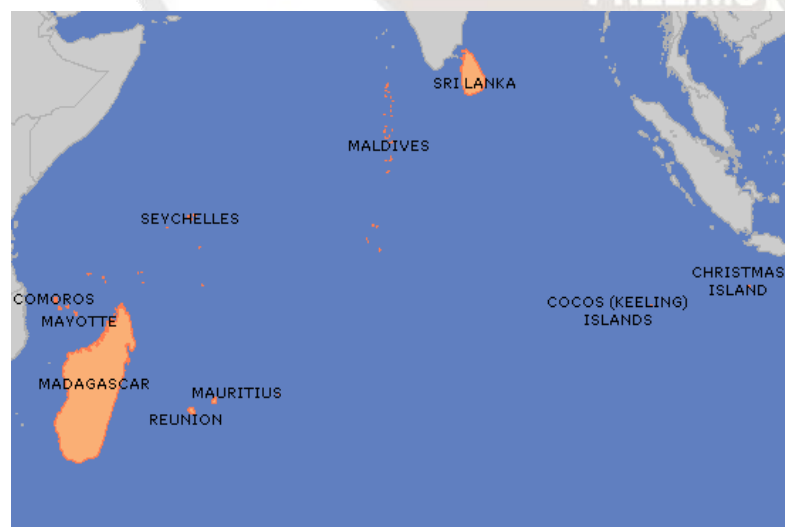 SRI LANKA
MALDIVES
SEYCHELLES
CHRISTMAS
ISLAND
COMOROS
COCOS (KEELING)
ISLANDS
MAYOTTE
MADAGASCAR
MAURITIUS
REUNION